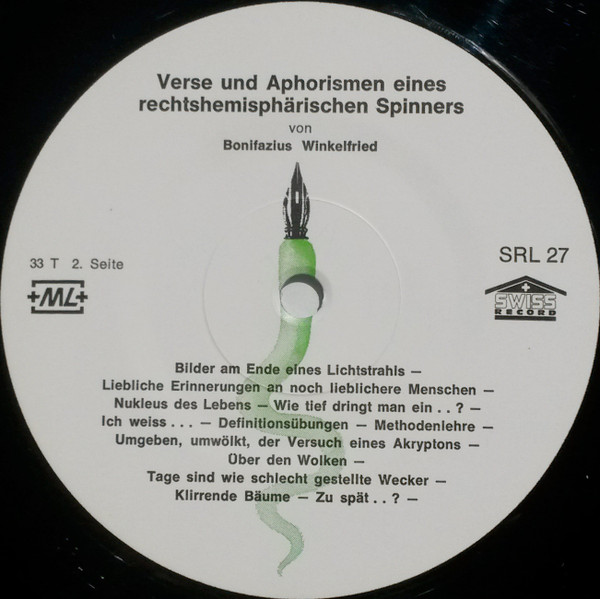 Verse und Aphorismen eines
rechtshemisphärischen Spinners
von
Bonifazius Winkelfried
33 T 2. Seite
+ML+
SRL 27
SWISS
RECORD
Bilder am Ende eines Lichtstrahls –
Liebliche Erinnerungen an noch lieblichere Menschen –
Nukleus des Lebens – Wie tief dringt man ein . . ? –
Ich weiss . . . – Definitionsübungen – Methodenlehre –
Umgeben, umwölkt, der Versuch eines Akryptons –
Über den Wolken –
Tage sind wie schlecht gestellte Wecker –
Klirrende Bäume – Zu spät . . ? –